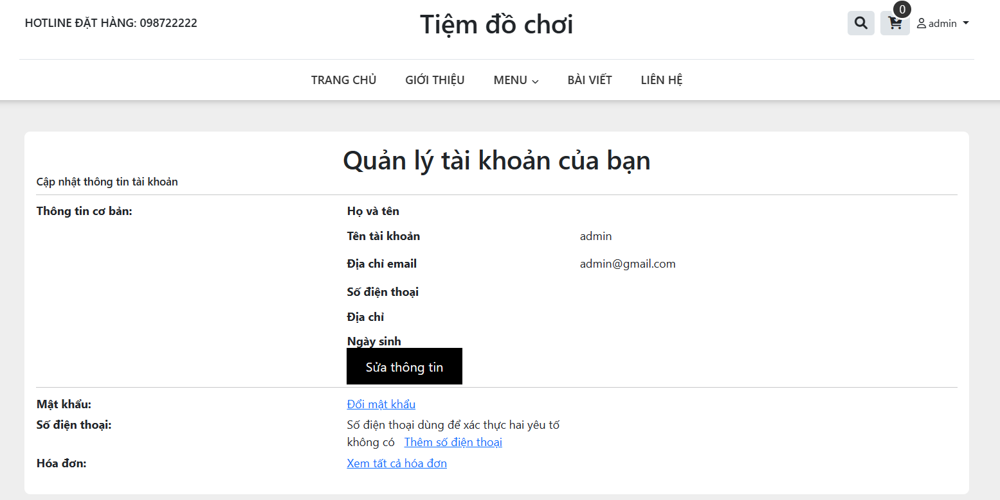 HOTLINE ĐẶT HÀNG: 098722222
Tiệm đồ chơi
0
admin
TRANG CHỦ GIỚI THIỆU MENU BÀI VIẾT LIÊN HỆ
Quản lý tài khoản của bạn
Cập nhật thông tin tài khoản
Thông tin cơ bản: Họ và tên
Tên tài khoản admin
Địa chỉ email admin@gmail.com
Số điện thoại
Địa chỉ
Ngày sinh
Sửa thông tin
Mật khẩu: Đổi mật khẩu
Số điện thoại: Số điện thoại dùng để xác thực hai yêu tố
không có Thêm số điện thoại
Hóa đơn: Xem tất cả hóa đơn